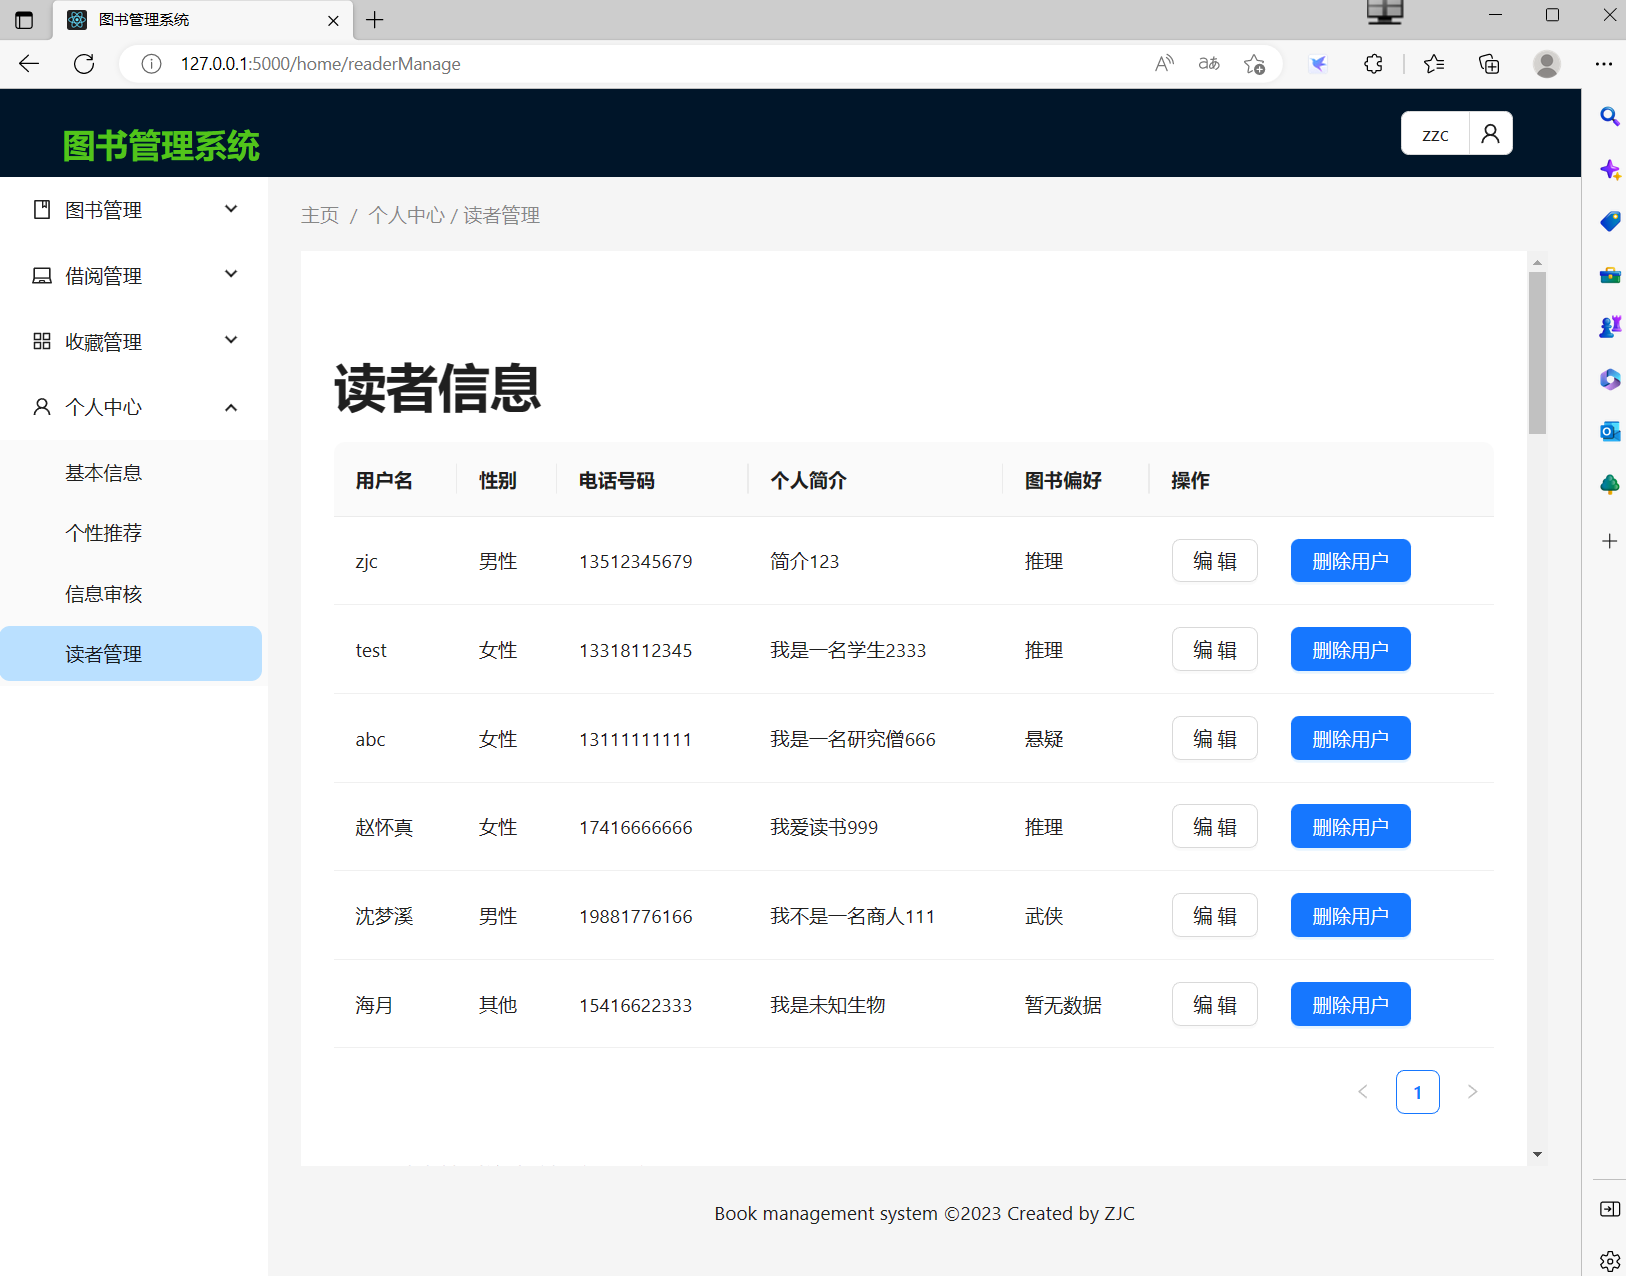 图书管理系统
127.0.0.1:5000/home/readerManage
图书管理系统
zzc
图书管理
借阅管理
收藏管理
个人中心
基本信息
个性推荐
信息审核
读者管理
主页 / 个人中心 / 读者管理
读者信息
用户名 性别 电话号码 个人简介 图书偏好 操作
zjc 男性 13512345679 简介123 推理 编 辑 删除用户
test 女性 13318112345 我是一名学生2333 推理 编 辑 删除用户
abc 女性 13111111111 我是一名研究僧666 悬疑 编 辑 删除用户
赵怀真 女性 17416666666 我爱读书999 推理 编 辑 删除用户
沈梦溪 男性 19881776166 我不是一名商人111 武侠 编 辑 删除用户
海月 其他 15416622333 我是未知生物 暂无数据 编 辑 删除用户
1
Book management system ©2023 Created by ZJC